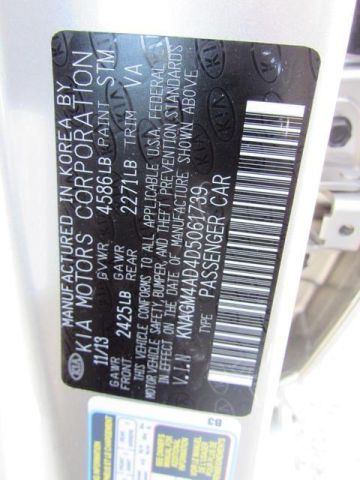 MANUFACTURED IN KOREA BY
KIA MOTORS CORPORATION
11/13 GVWR 4586LB PAINT STM
GAWR FRONT 2425LB GAWR REAR 2271LB TRIM VA
THIS VEHICLE CONFORMS TO ALL APPLICABLE U.S.A. FEDERAL
MOTOR VEHICLE SAFETY, BUMPER, AND THEFT
PREVENTION STANDARDS IN EFFECT ON THE DATE OF MANUFACTURE SHOWN ABOVE
V.I.N KNAGM4AD4D5061739
TYPE: PASSENGER CAR
KIA
B3